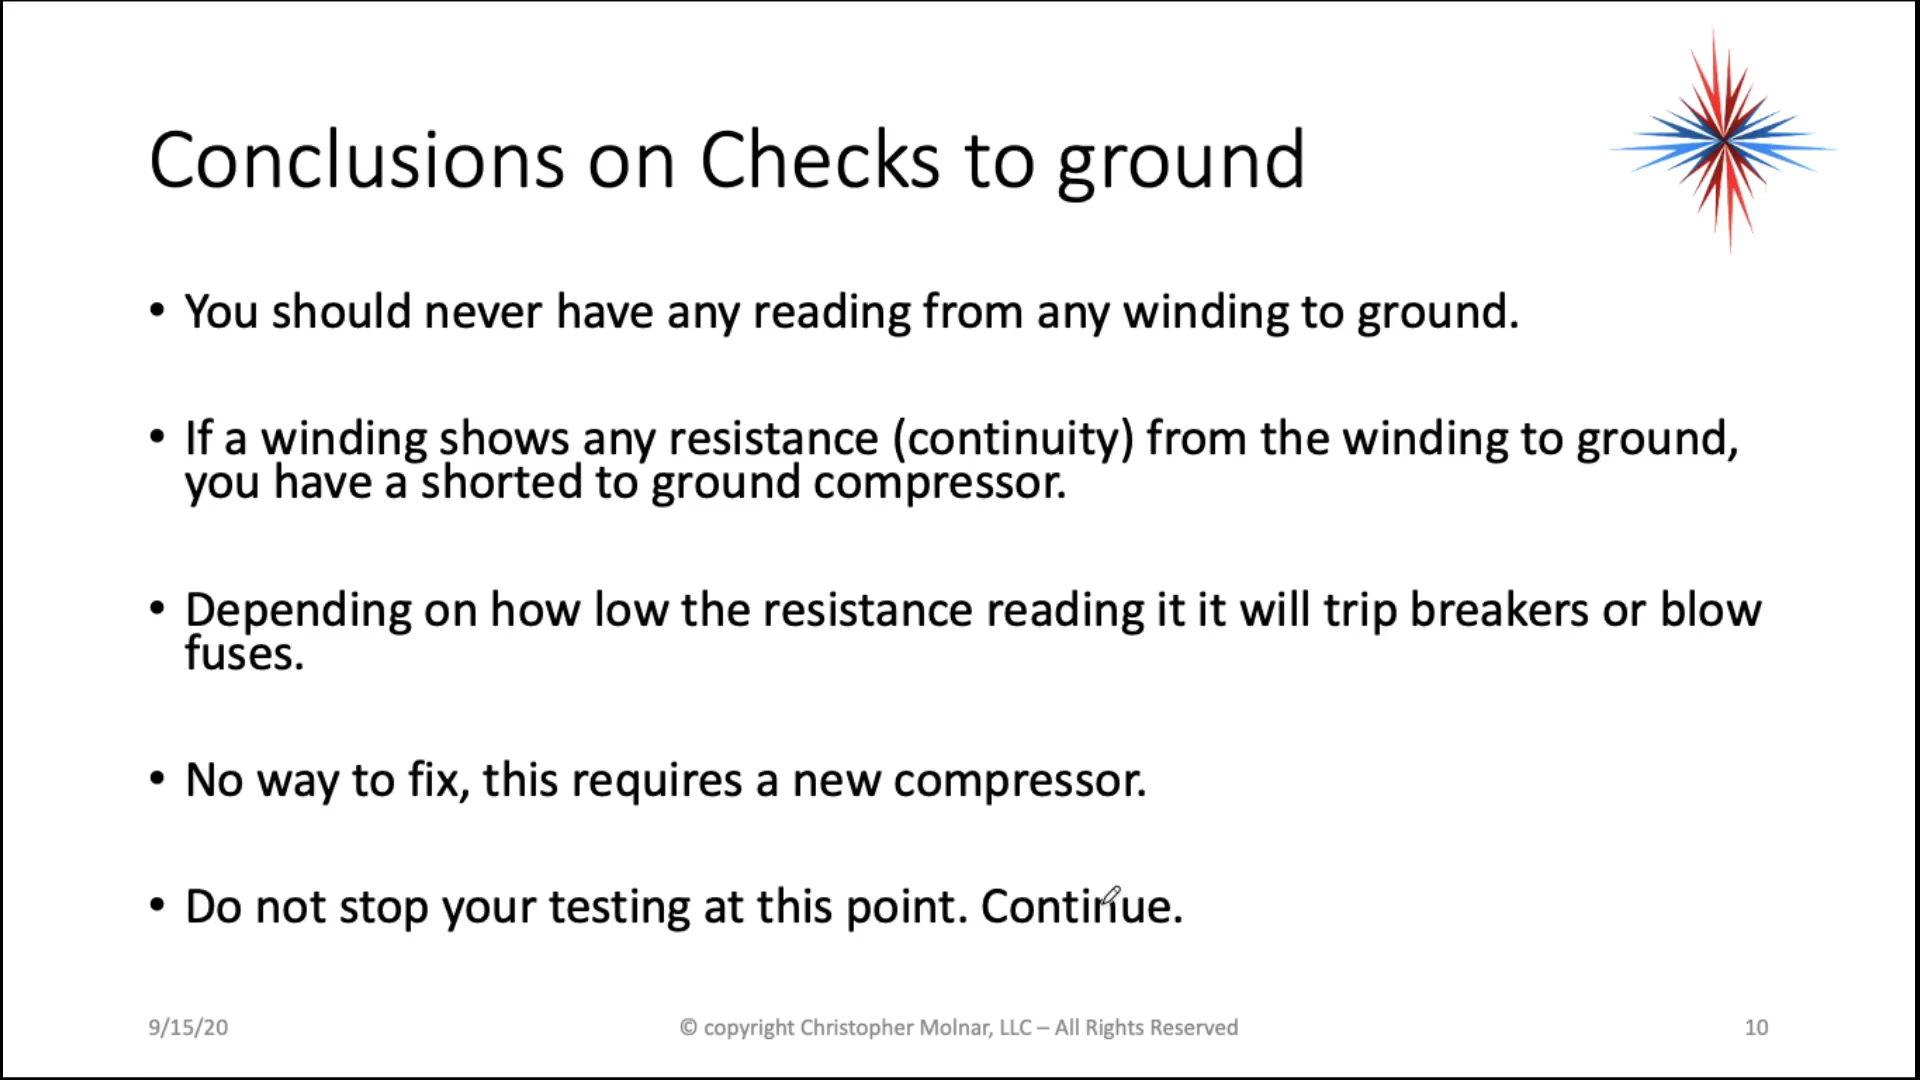 Conclusions on Checks to ground
• You should never have any reading from any winding to ground.
• If a winding shows any resistance (continuity) from the winding to ground,
you have a shorted to ground compressor.
• Depending on how low the resistance reading it it will trip breakers or blow
fuses.
• No way to fix, this requires a new compressor.
• Do not stop your testing at this point. Continue.
9/15/20
© copyright Christopher Molnar, LLC – All Rights Reserved
10